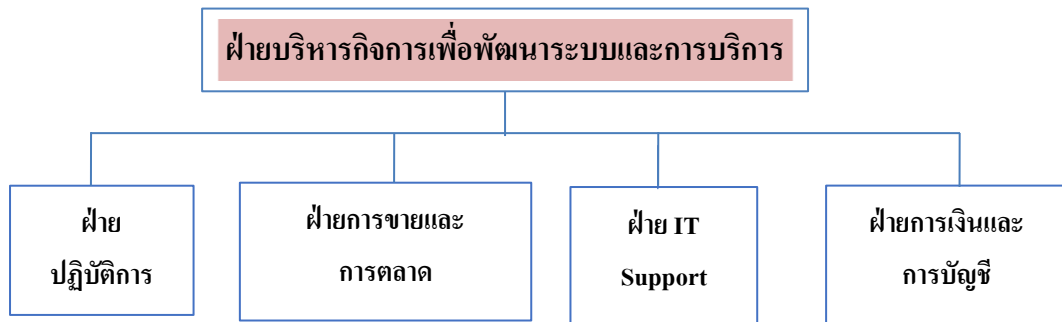 ฝ่ายบริหารกิจการเพื่อพัฒนาระบบและการบริการ
ฝ่าย
ปฏิบัติการ
ฝ่ายการขายและ
การตลาด
ฝ่าย IT
Support
ฝ่ายการเงินและ
การบัญชี